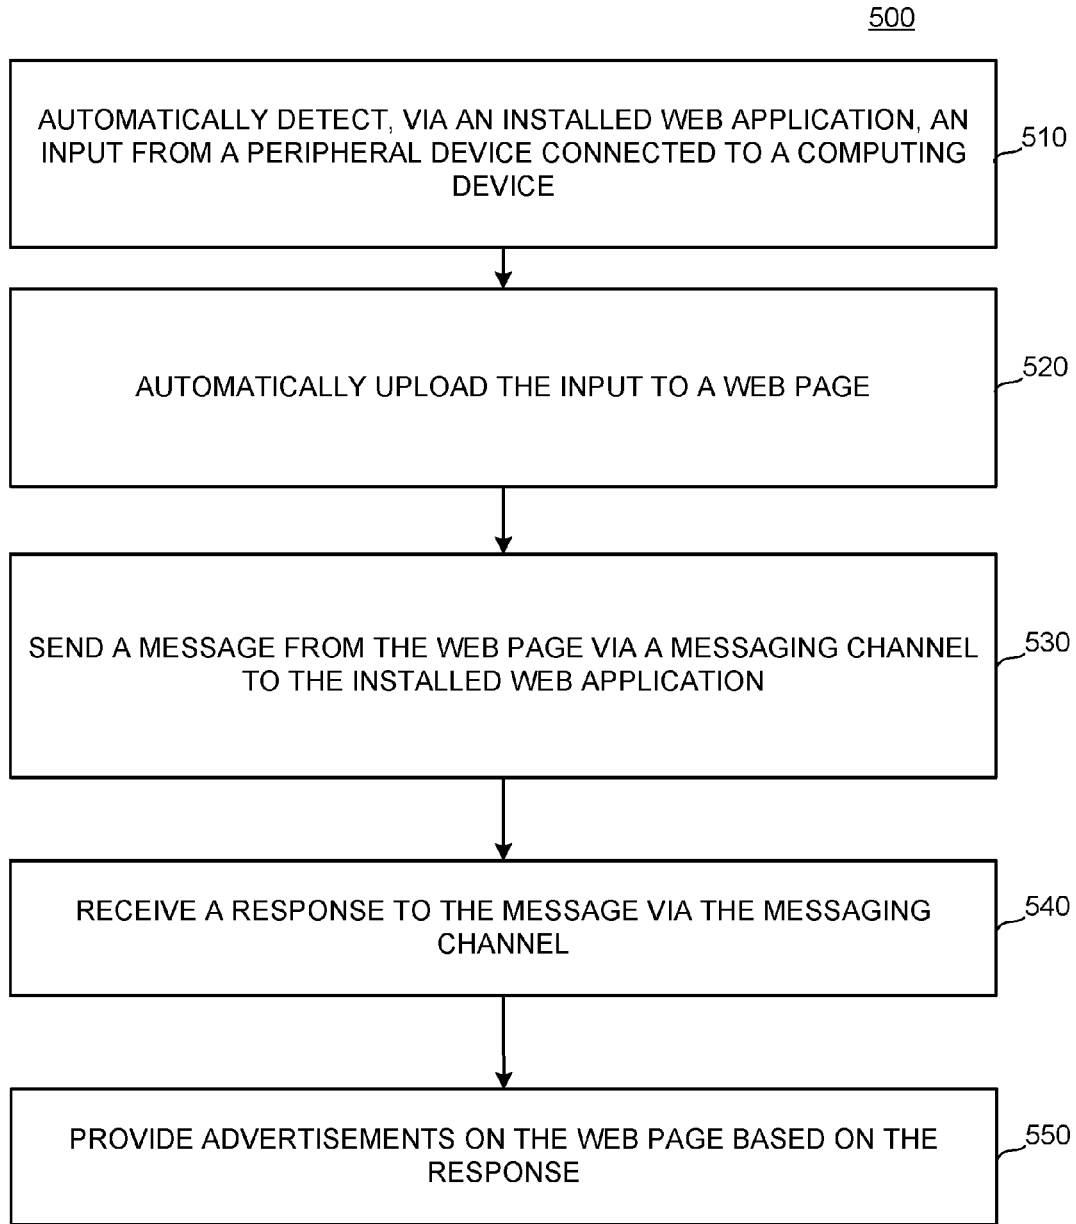 500
AUTOMATICALLY DETECT, VIA AN INSTALLED WEB APPLICATION, AN
INPUT FROM A PERIPHERAL DEVICE CONNECTED TO A COMPUTING
DEVICE
510
AUTOMATICALLY UPLOAD THE INPUT TO A WEB PAGE
520
SEND A MESSAGE FROM THE WEB PAGE VIA A MESSAGING CHANNEL
TO THE INSTALLED WEB APPLICATION
530
RECEIVE A RESPONSE TO THE MESSAGE VIA THE MESSAGING
CHANNEL
540
PROVIDE ADVERTISEMENTS ON THE WEB PAGE BASED ON THE
RESPONSE
550